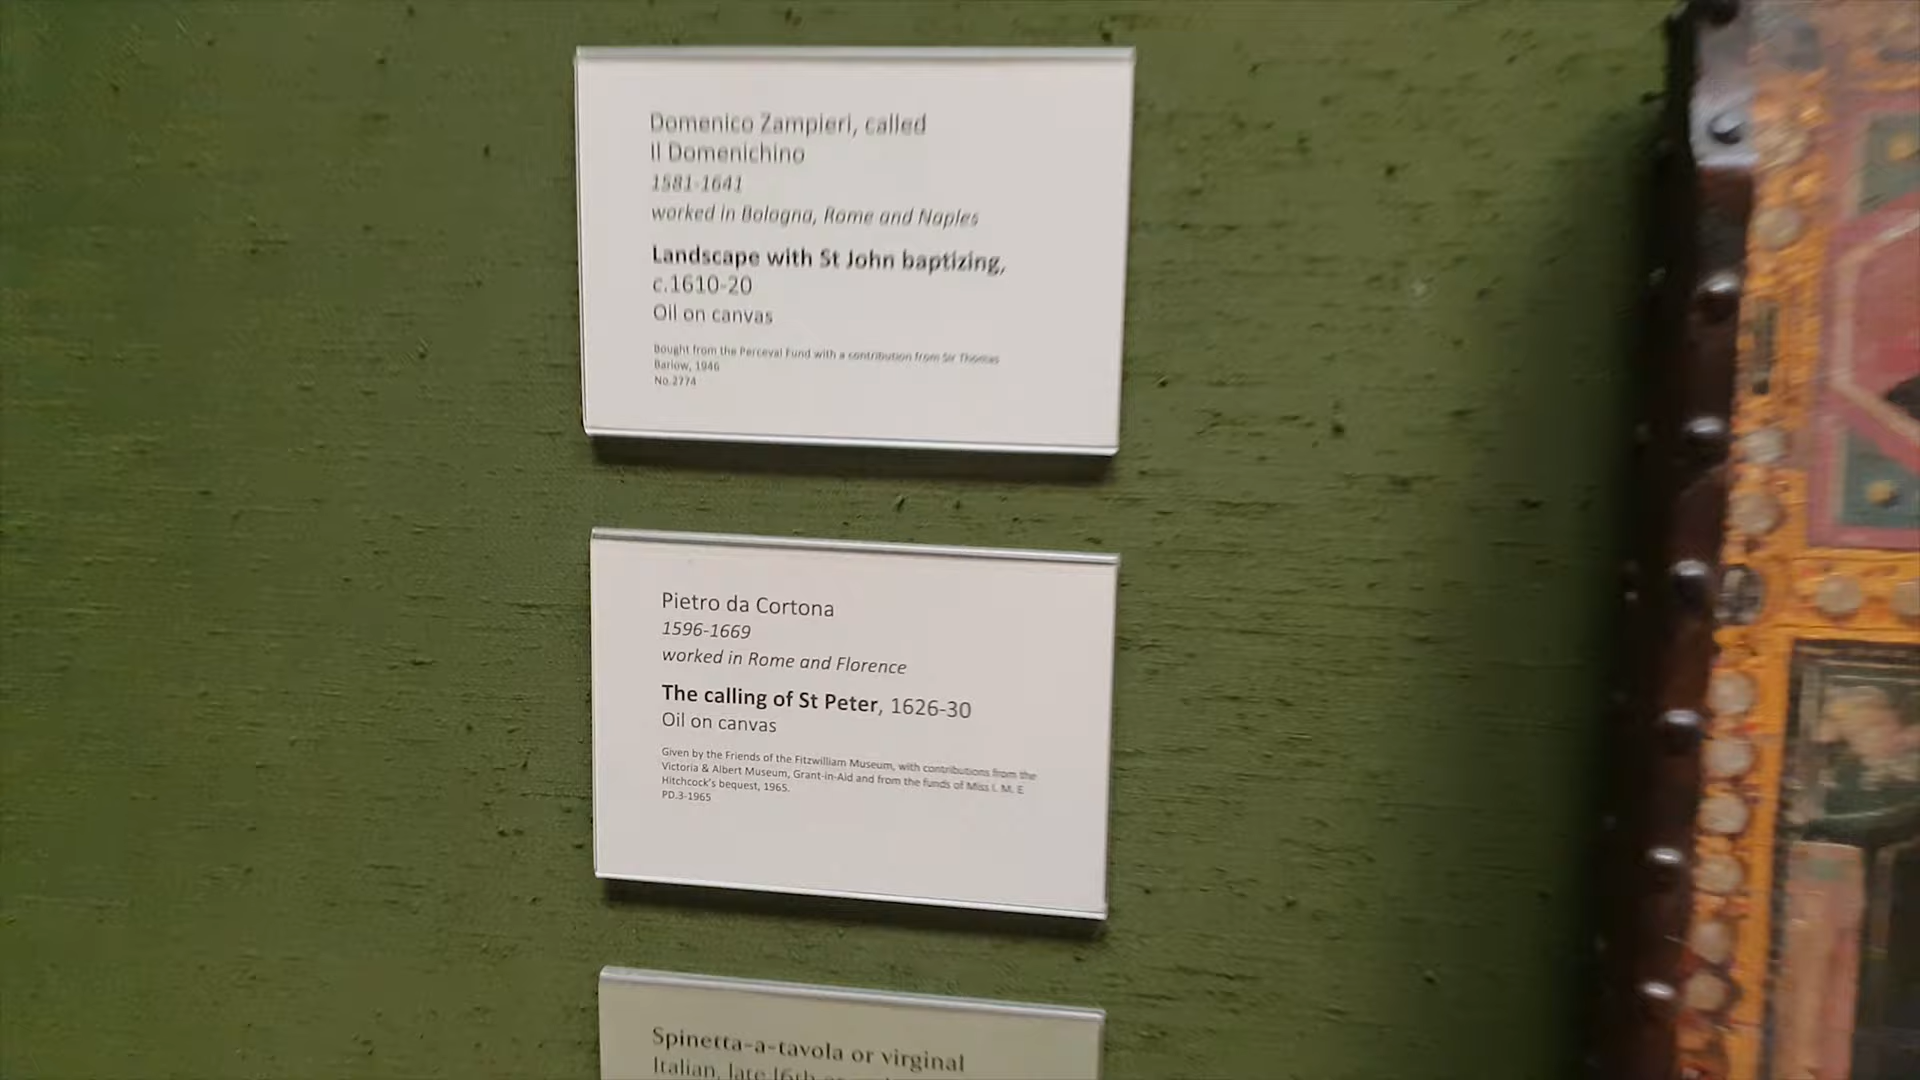 Domenico Zampieri, called
Il Domenichino
1581-1641
worked in Bologna, Rome and Naples
Landscape with St John baptizing,
c.1610-20
Oil on canvas
Bought from the Perceval Fund with a contribution from Sir Thomas
Barlow, 1946
No.2774
Pietro da Cortona
1596-1669
worked in Rome and Florence
The calling of St Peter, 1626-30
Oil on canvas
Given by the Friends of the Fitzwilliam Museum, with contributions from the
Victoria & Albert Museum, Grant-in-Aid and from the funds of Miss I. M. E
Hitchcock's bequest, 1965.
PD.3-1965
Spinetta-a-tavola or virginal
Italian, late 16th